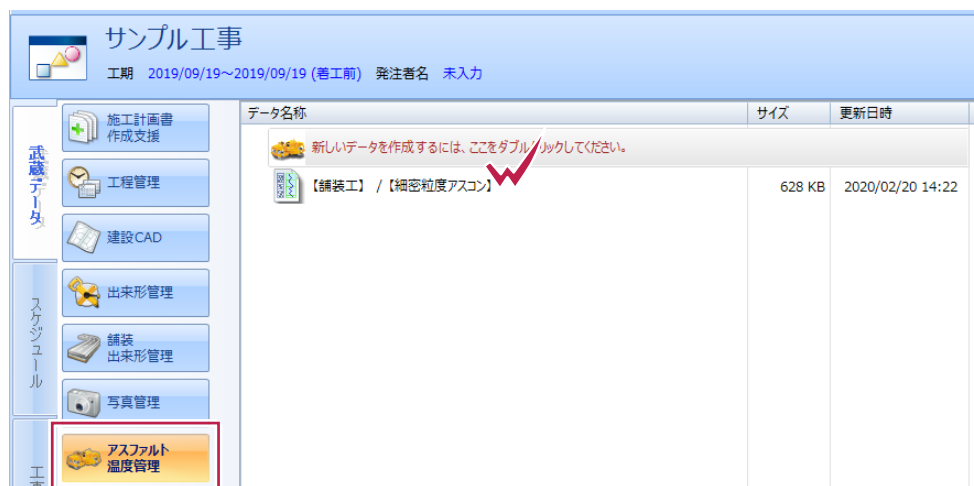 サンプル工事
工期 2019/09/19～2019/09/19 (着工前) 発注者名 未入力
武蔵データ
スケジュール
工事
施工計画書
作成支援
工程管理
建設CAD
出来形管理
舗装
出来形管理
写真管理
アスファルト
温度管理
データ名称 サイズ 更新日時
新しいデータを作成するには、ここをダブルクリックしてください。
【舗装工】 /【細密粒度アスコン】 628 KB 2020/02/20 14:22